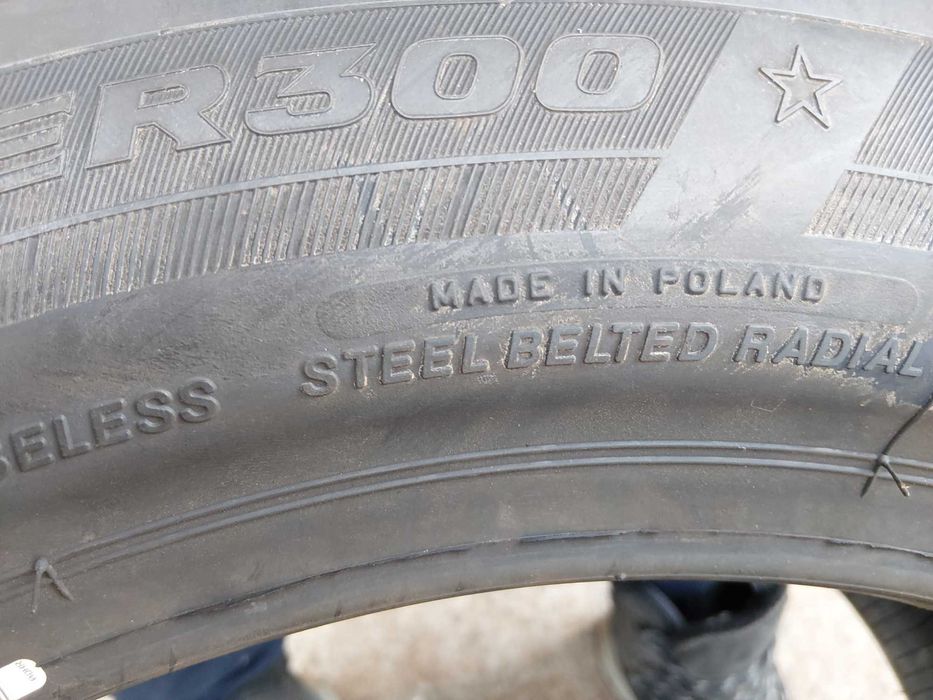 ER300
MADE IN POLAND
BELESS STEEL BELTED RADIAL